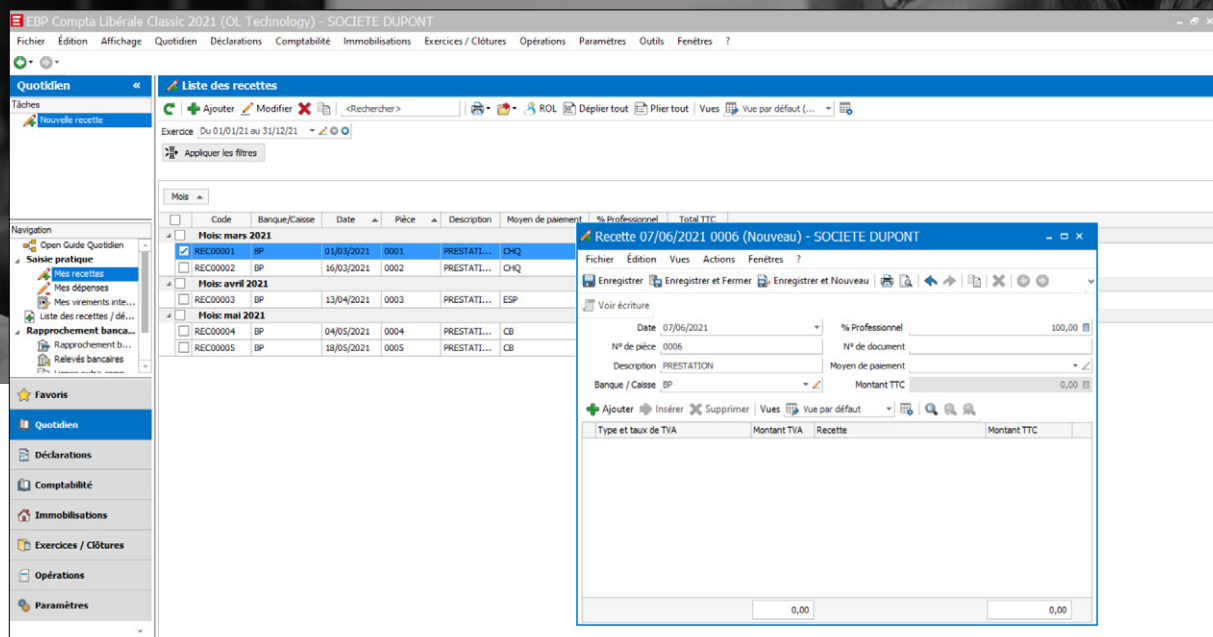 EBP Compta Libérale Classic 2021 (OL Technology) - SOCIETE DUPONT
Fichier Édition Affichage Quotidien Déclarations Comptabilité Immobilisations Exercices / Clôtures Opérations Paramètres Outils Fenêtres ?
Quotidien «
Tâches
Nouvelle recette
Navigation
Open Guide Quotidien
Saisie pratique
Mes recettes
Mes dépenses
Mes virements inte...
Liste des recettes / dé...
Rapprochement banca...
Rapprochement b...
Relevés bancaires
Favoris
Quotidien
Déclarations
Comptabilité
Immobilisations
Exercices / Clôtures
Opérations
Paramètres
Liste des recettes
Ajouter Modifier <Rechercher> ROL Déplier tout Plier tout Vues Vue par défaut (...
Exercice Du 01/01/21 au 31/12/21
Appliquer les filtres
Mois
Code Banque/Caisse Date Pièce Description Moyen de paiement % Professionnel Total TTC
Mois: mars 2021
REC00001 BP 01/03/2021 0001 PRESTATI... CHQ
REC00002 BP 16/03/2021 0002 PRESTATI... CHQ
Mois: avril 2021
REC00003 BP 13/04/2021 0003 PRESTATI... ESP
Mois: mai 2021
REC00004 BP 04/05/2021 0004 PRESTATI... CB
REC00005 BP 18/05/2021 0005 PRESTATI... CB
Recette 07/06/2021 0006 (Nouveau) - SOCIETE DUPONT
Fichier Édition Vues Actions Fenêtres ?
Enregistrer Enregistrer et Fermer Enregistrer et Nouveau
Voir écriture
Date 07/06/2021 % Professionnel 100,00
N° de pièce 0006 N° de document
Description PRESTATION Moyen de paiement
Banque / Caisse BP Montant TTC 0,00
Ajouter Insérer Supprimer Vues Vue par défaut
Type et taux de TVA Montant TVA Recette Montant TTC
0,00 0,00